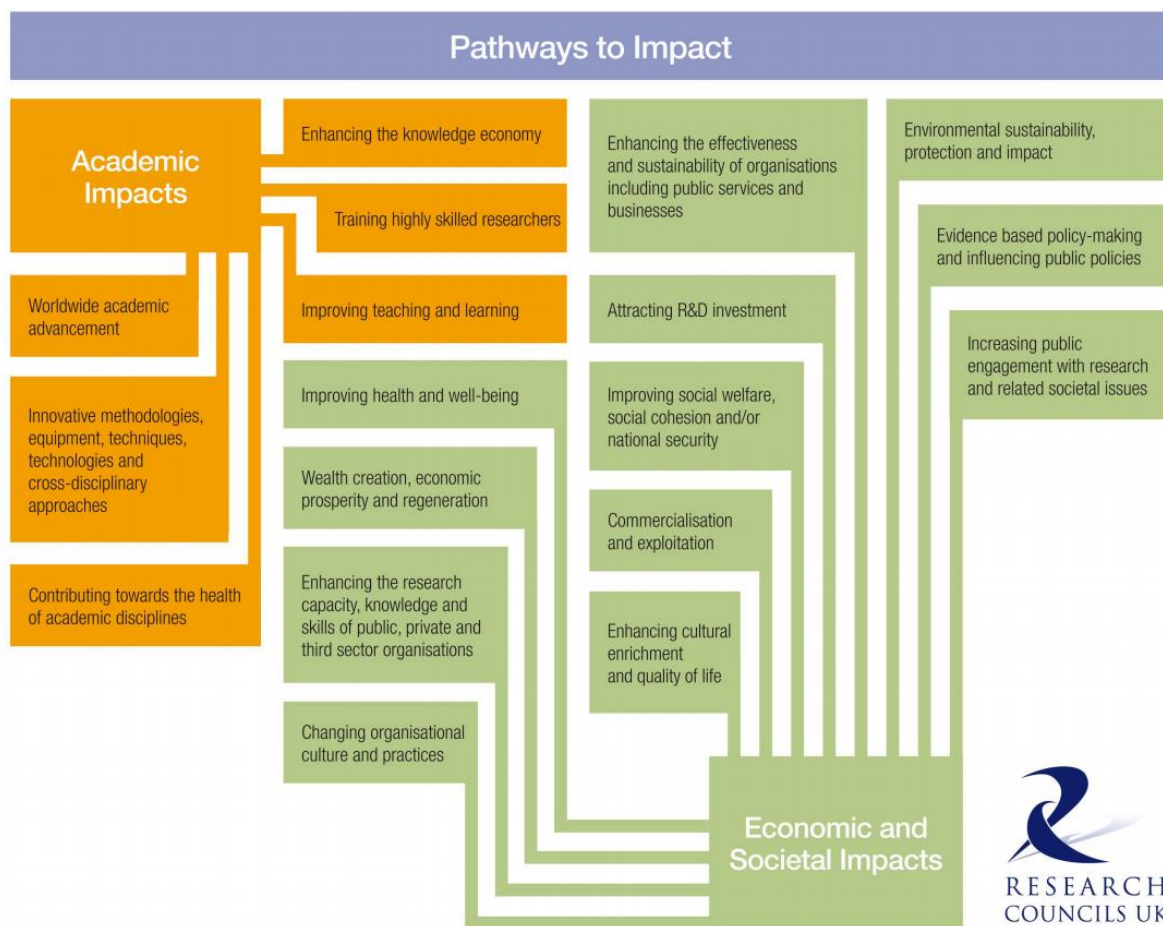 Pathways to Impact
Academic
Impacts
Enhancing the knowledge economy
Training highly skilled researchers
Improving teaching and learning
Worldwide academic
advancement
Innovative methodologies,
equipment, techniques,
technologies and
cross-disciplinary
approaches
Contributing towards the health
of academic disciplines
Improving health and well-being
Wealth creation, economic
prosperity and regeneration
Enhancing the research
capacity, knowledge and
skills of public, private and
third sector organisations
Changing organisational
culture and practices
Enhancing the effectiveness
and sustainability of organisations
including public services and
businesses
Attracting R&D investment
Improving social welfare,
social cohesion and/or
national security
Commercialisation
and exploitation
Enhancing cultural
enrichment
and quality of life
Environmental sustainability,
protection and impact
Evidence based policy-making
and influencing public policies
Increasing public
engagement with research
and related societal issues
Economic and
Societal Impacts
RESEARCH
COUNCILS UK